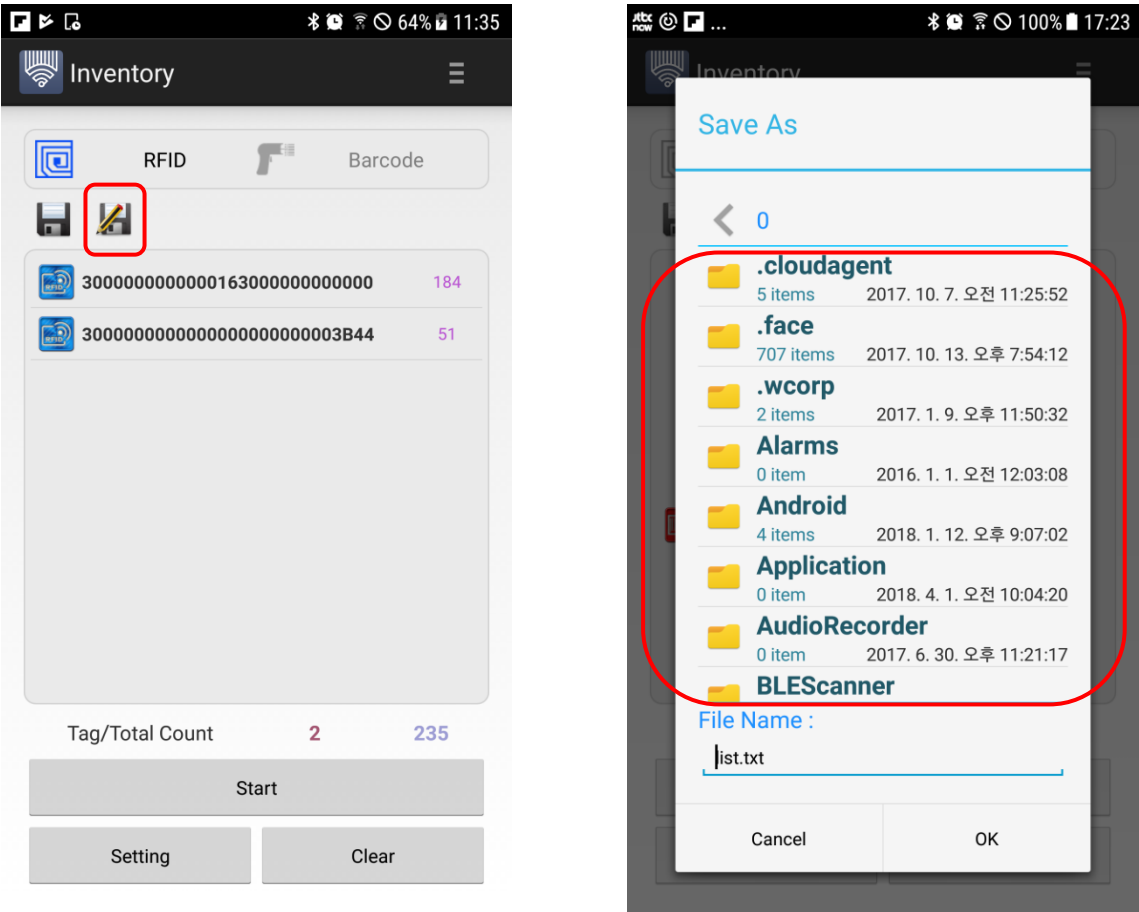 64% 11:35
Inventory
RFID Barcode
30000000000001630000000000000 184
30000000000000000000000003B44 51
Tag/Total Count 2 235
Start
Setting Clear
jtbc now ... 100% 17:23
Inventory
Save As
0
.cloudagent
5 items 2017. 10. 7. 오전 11:25:52
.face
707 items 2017. 10. 13. 오후 7:54:12
.wcorp
2 items 2017. 1. 9. 오후 11:50:32
Alarms
0 item 2016. 1. 1. 오전 12:03:08
Android
4 items 2018. 1. 12. 오후 9:07:02
Application
0 item 2018. 4. 1. 오전 10:04:20
AudioRecorder
0 item 2017. 6. 30. 오후 11:21:17
BLEScanner
File Name :
list.txt
Cancel OK